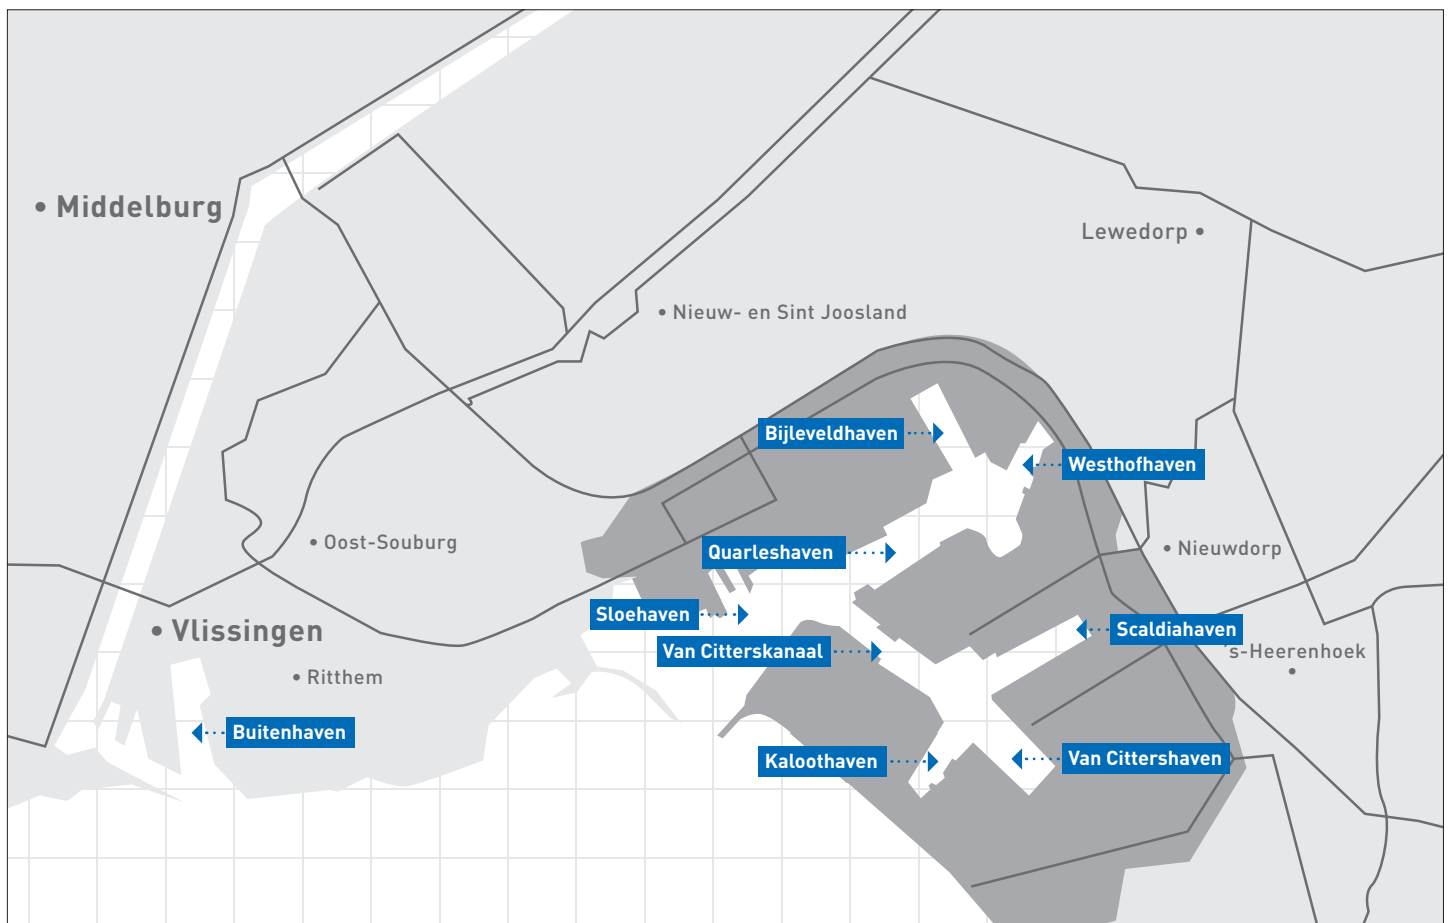 Middelburg
Lewedorp
Nieuw- en Sint Joosland
Bijleveldhaven
Westhofhaven
Oost-Souburg
Quarleshaven
Nieuwdorp
Sloehaven
Vlissingen
Scaldiahaven
Van Citterskanaal
's-Heerenhoek
Ritthem
Buitenhaven
Kaloothaven
Van Cittershaven